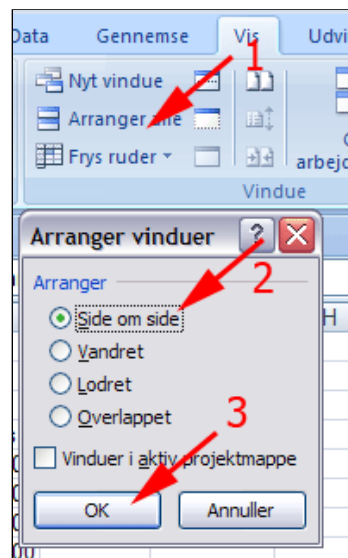 Data Gennemse Vis Udvi
1
Nyt vindue
Arranger alle
Frys ruder
arbejd
Vindue
Arranger vinduer ?
Arranger 2
H
Side om side
Vandret
Lodret
Overlappet 3
Vinduer i aktiv projektmappe
OK Annuller